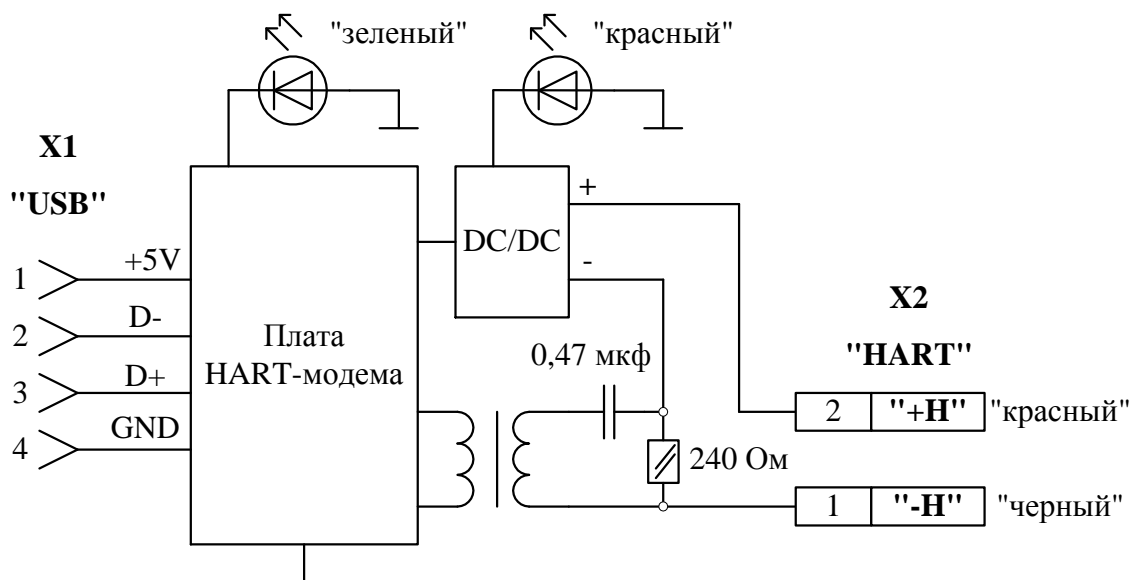 "зеленый"
"красный"
X1
"USB"
1
+5V
2
D-
3
D+
4
GND
Плата
HART-модема
DC/DC
+
-
0,47 мкф
240 Ом
X2
"HART"
2 "+H" "красный"
1 "-H" "черный"